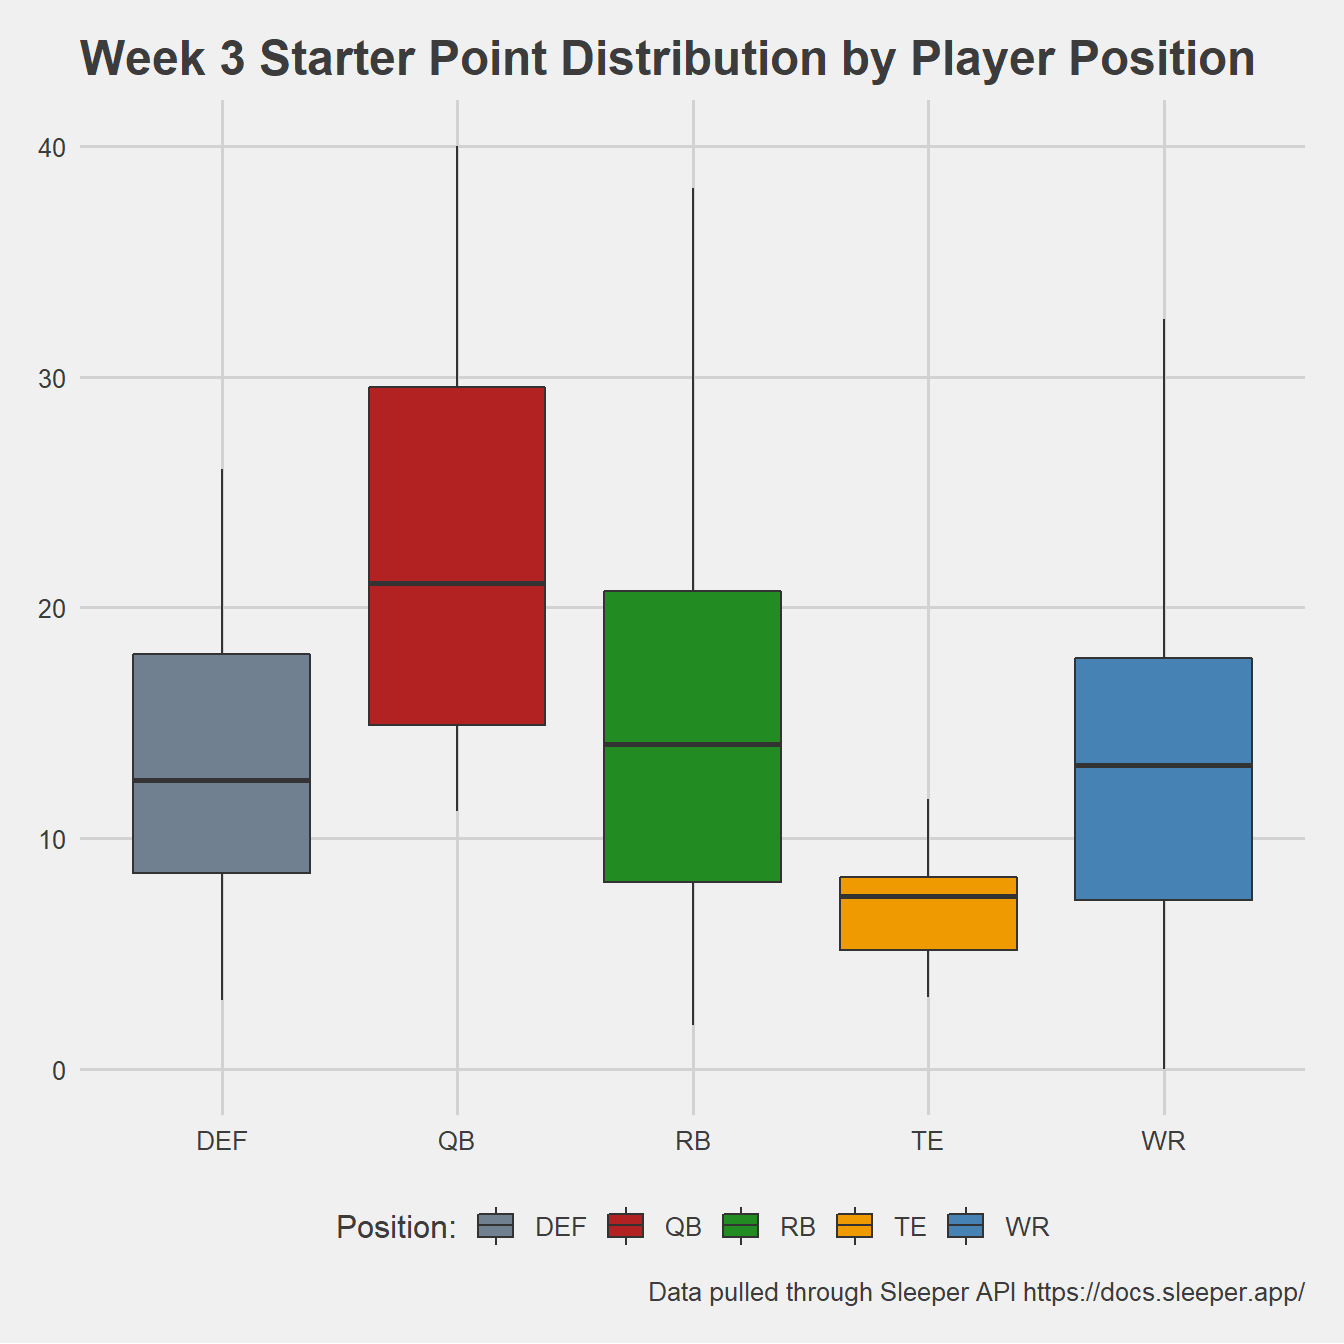 Week 3 Starter Point Distribution by Player Position
40
30
20
10
0
DEF QB RB TE WR
Position: DEF QB RB TE WR
Data pulled through Sleeper API https://docs.sleeper.app/